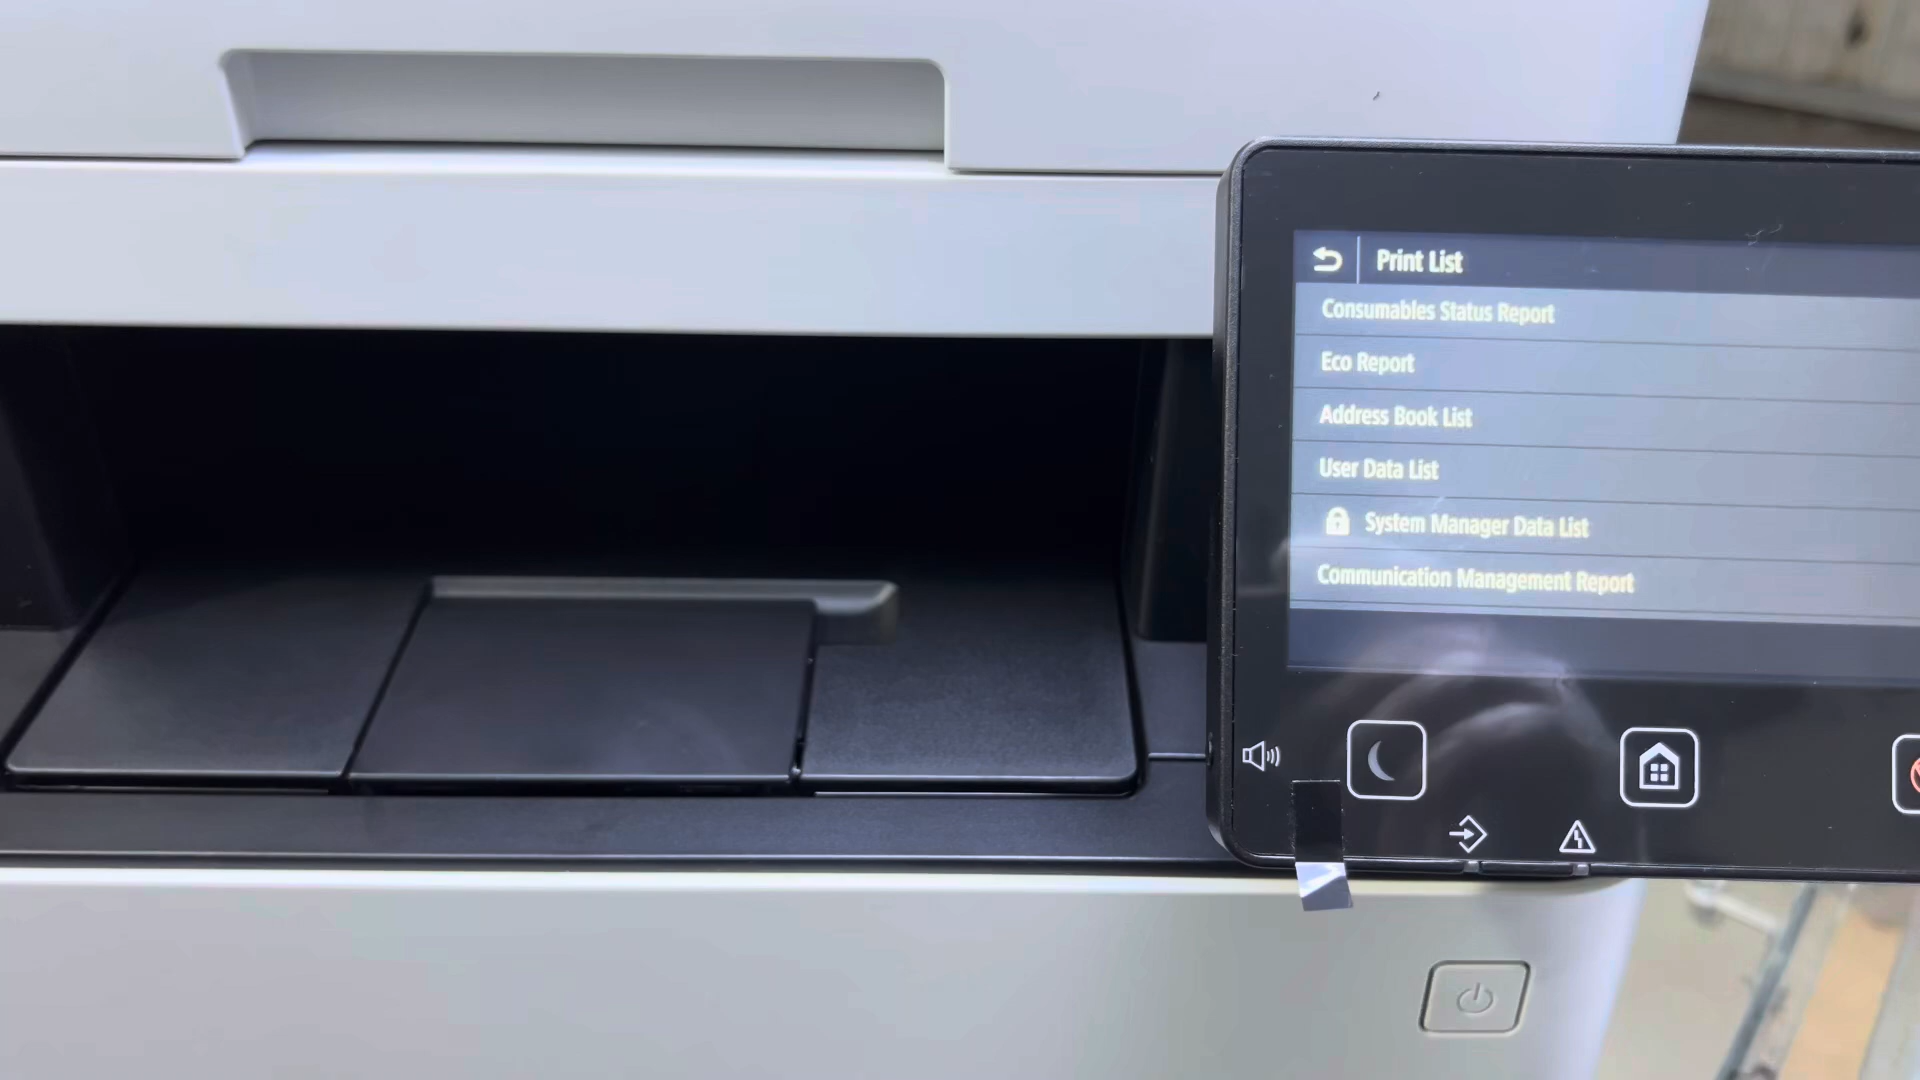 Print List
Consumables Status Report
Eco Report
Address Book List
User Data List
System Manager Data List
Communication Management Report